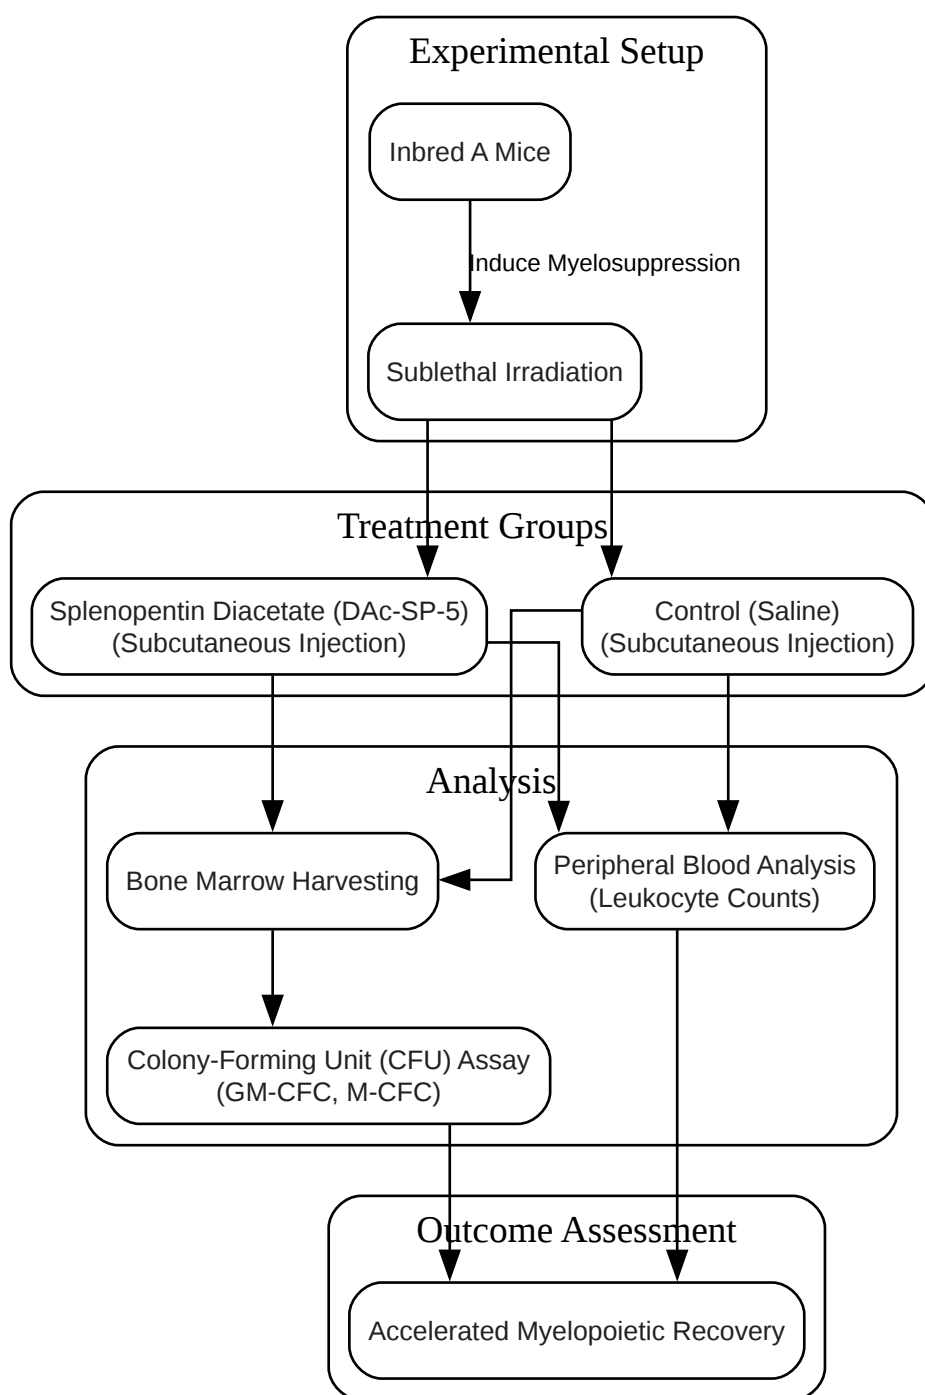 Experimental Setup
Inbred A Mice
Induce Myelosuppression
Sublethal Irradiation
Treatment Groups
Splenopentin Diacetate (DAc-SP-5)
(Subcutaneous Injection)
Control (Saline)
(Subcutaneous Injection)
Analysis
Bone Marrow Harvesting
Peripheral Blood Analysis
(Leukocyte Counts)
Colony-Forming Unit (CFU) Assay
(GM-CFC, M-CFC)
Outcome Assessment
Accelerated Myelopoietic Recovery